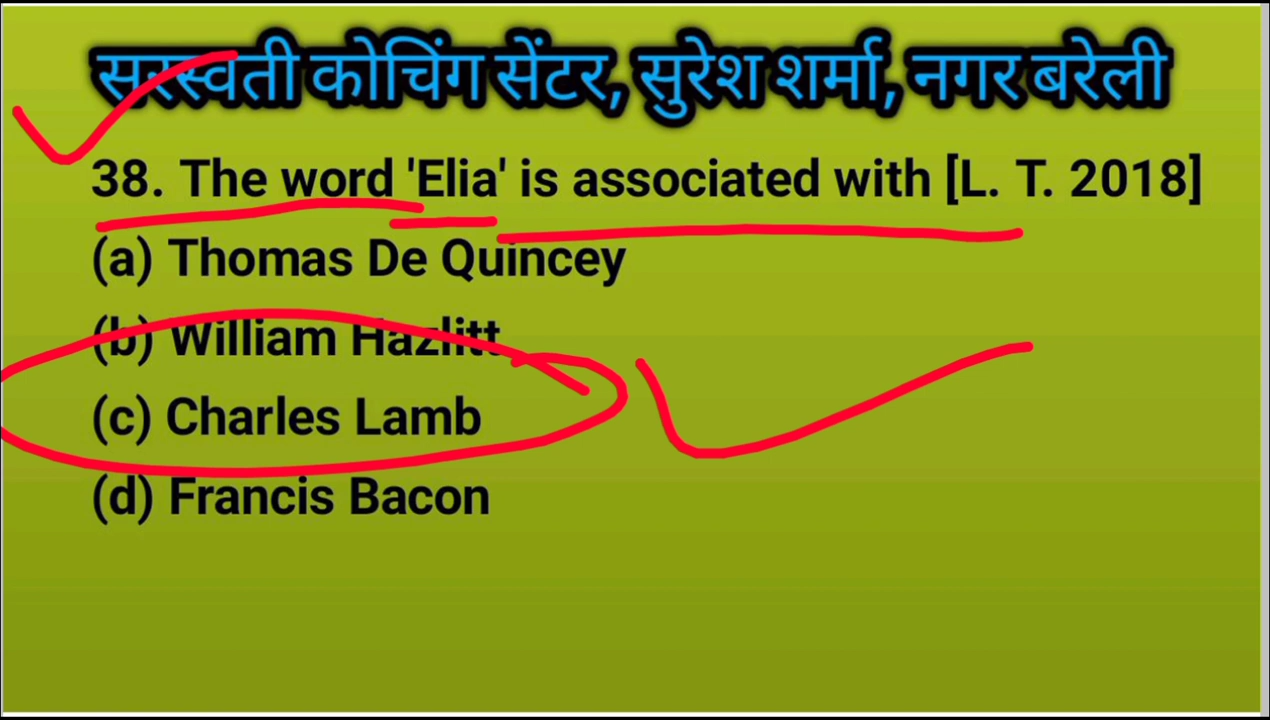 सरस्वती कोचिंग सेंटर, सुरेश शर्मा, नगर बरेली
38. The word 'Elia' is associated with [L. T. 2018]
(a) Thomas De Quincey
(b) William Hazlitt
(c) Charles Lamb
(d) Francis Bacon